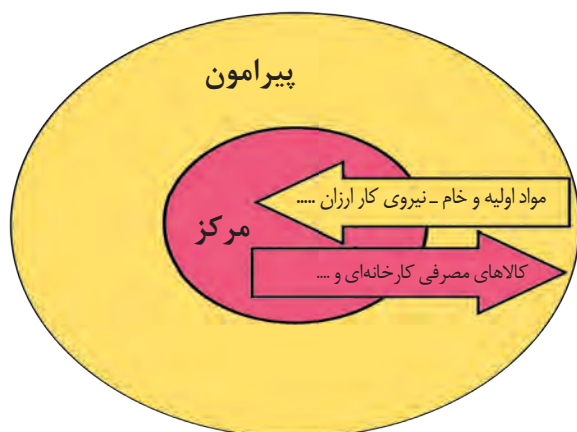 پیرامون
مواد اولیه و خام ـ نیروی کار ارزان .....
مرکز
کالاهای مصرفی کارخانه‌ای و ....